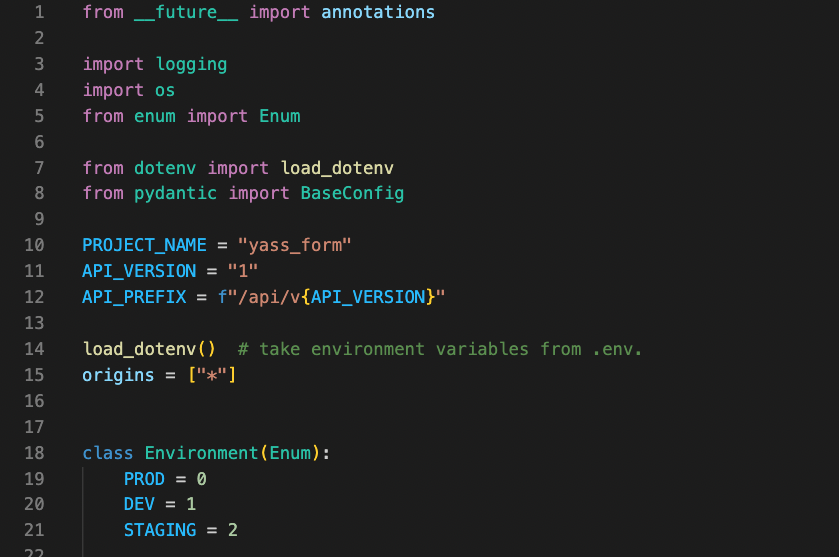 1 from __future__ import annotations
2
3 import logging
4 import os
5 from enum import Enum
6
7 from dotenv import load_dotenv
8 from pydantic import BaseConfig
9
10 PROJECT_NAME = "yass_form"
11 API_VERSION = "1"
12 API_PREFIX = f"/api/v{API_VERSION}"
13
14 load_dotenv()  # take environment variables from .env.
15 origins = ["*"]
16
17
18 class Environment(Enum):
19     PROD = 0
20     DEV = 1
21     STAGING = 2
22